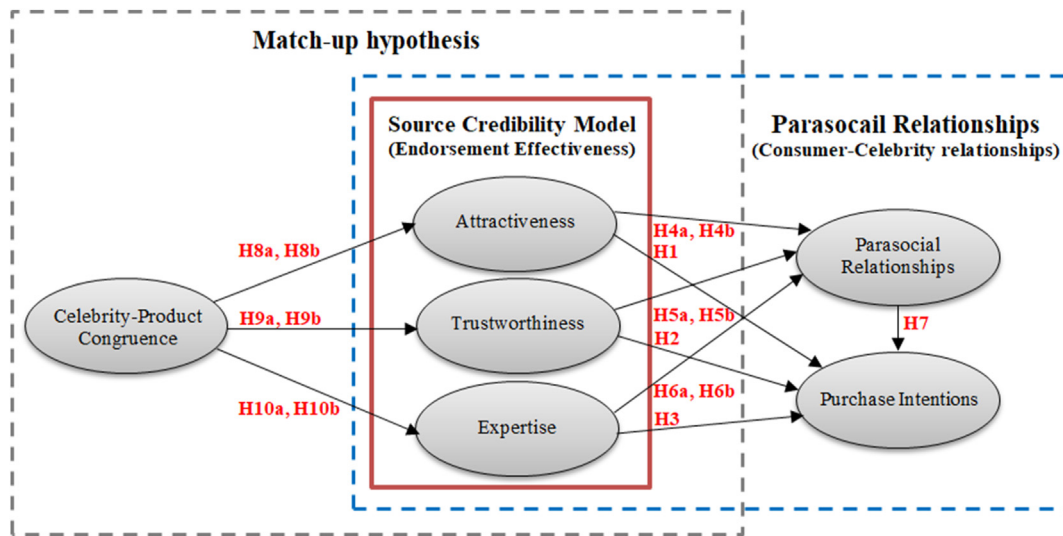 Match-up hypothesis
Source Credibility Model
(Endorsement Effectiveness)
Parasocail Relationships
(Consumer-Celebrity relationships)
Attractiveness
H4a, H4b
H1
Parasocial
Relationships
H8a, H8b
Celebrity-Product
Congruence
H9a, H9b
Trustworthiness
H5a, H5b
H2
H7
H10a, H10b
Expertise
H6a, H6b
H3
Purchase Intentions